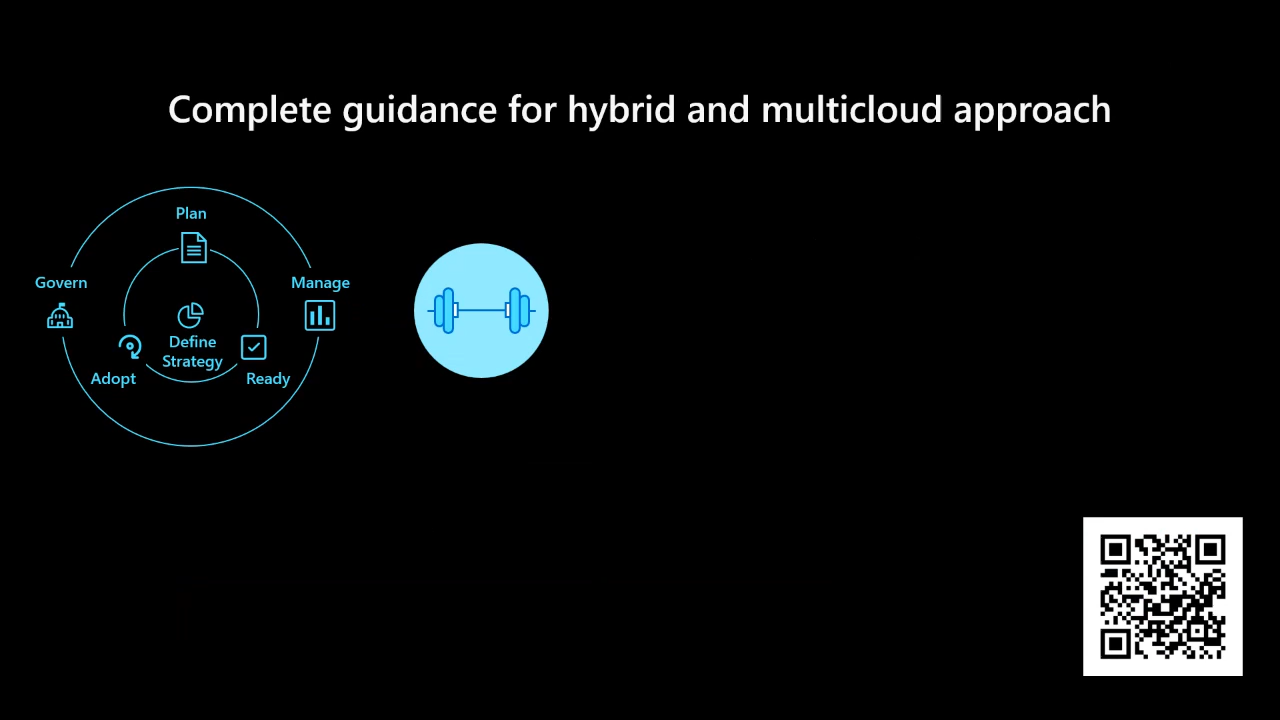 Complete guidance for hybrid and multicloud approach
Plan
Govern
Manage
Define
Strategy
Adopt
Ready